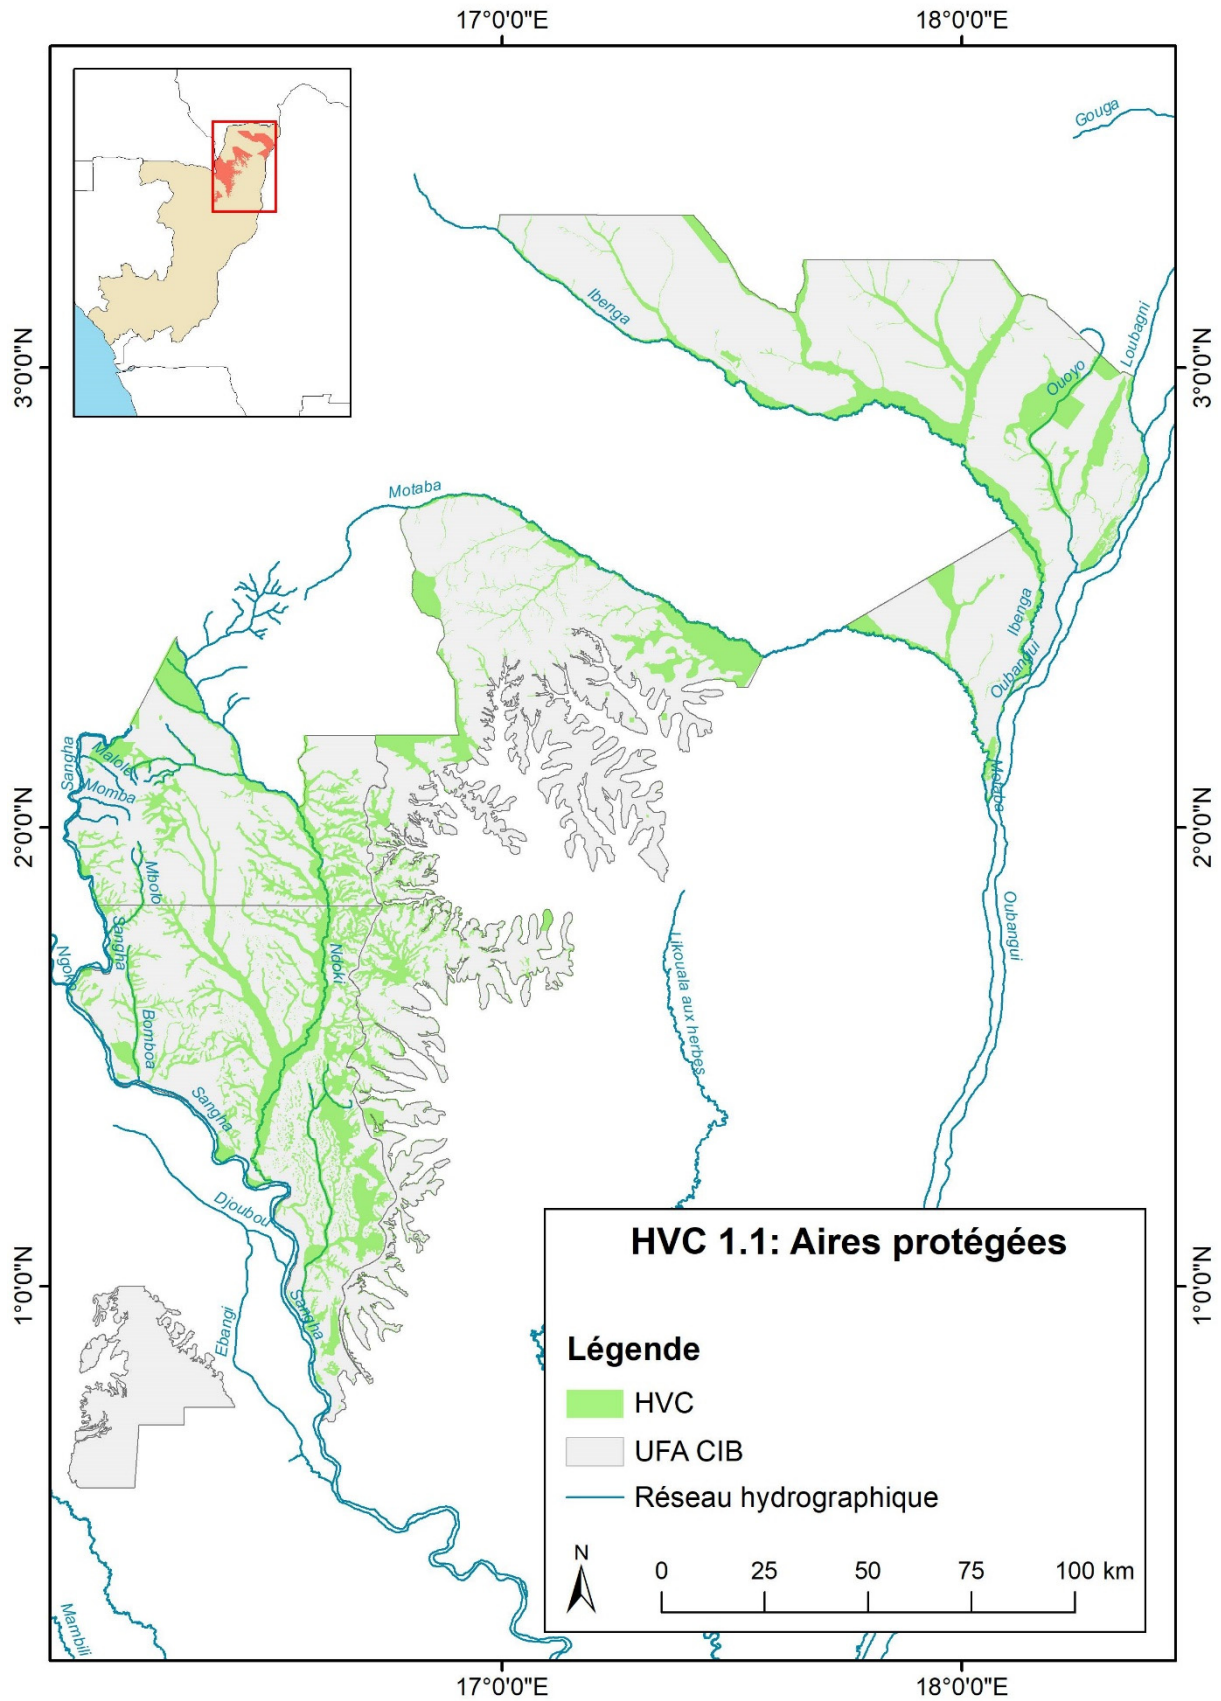 17°0'0"E
18°0'0"E
Gouga
Ibenga
Loubagni
3°0'0"N
3°0'0"N
Ouoyo
Motaba
Ibenga
Oubangui
Sangha
Malole
Momba
Motaba
2°0'0"N
2°0'0"N
Mbolo
Sangha
Ngoko
Ndoki
Oubangui
Likouala aux herbes
Bomboa
Sangha
Djoubou
1°0'0"N
1°0'0"N
Ebangi
Sangha
HVC 1.1: Aires protégées
Légende
HVC
UFA CIB
Réseau hydrographique
N
0 25 50 75 100 km
Mambili
17°0'0"E
18°0'0"E